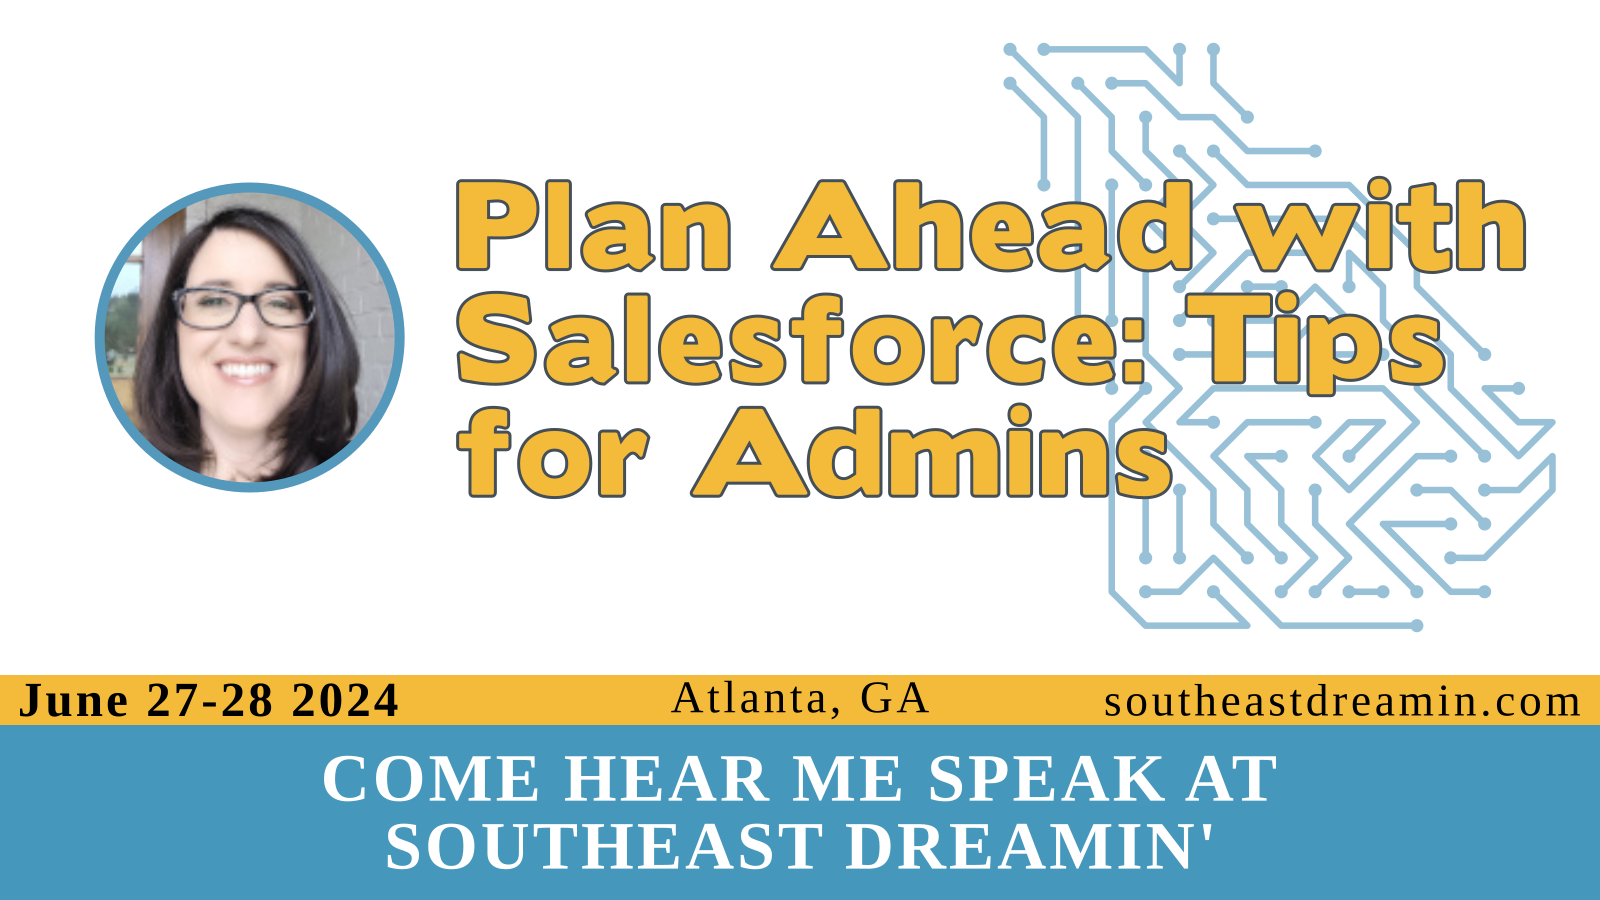 Plan Ahead with
Salesforce: Tips
for Admins
June 27-28 2024
Atlanta, GA
southeastdreamin.com
COME HEAR ME SPEAK AT
SOUTHEAST DREAMIN'